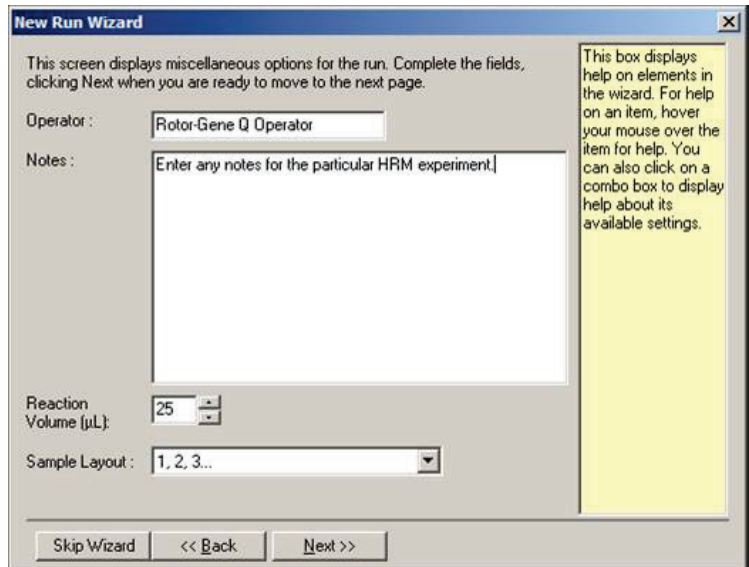 New Run Wizard
This screen displays miscellaneous options for the run. Complete the fields,
clicking Next when you are ready to move to the next page.
Operator :
Rotor-Gene Q Operator
Notes :
Enter any notes for the particular HRM experiment.
Reaction
Volume (µL):
25
Sample Layout :
1, 2, 3...
This box displays
help on elements in
the wizard. For help
on an item, hover
your mouse over the
item for help. You
can also click on a
combo box to display
help about its
available settings.
Skip Wizard
<< Back
Next >>